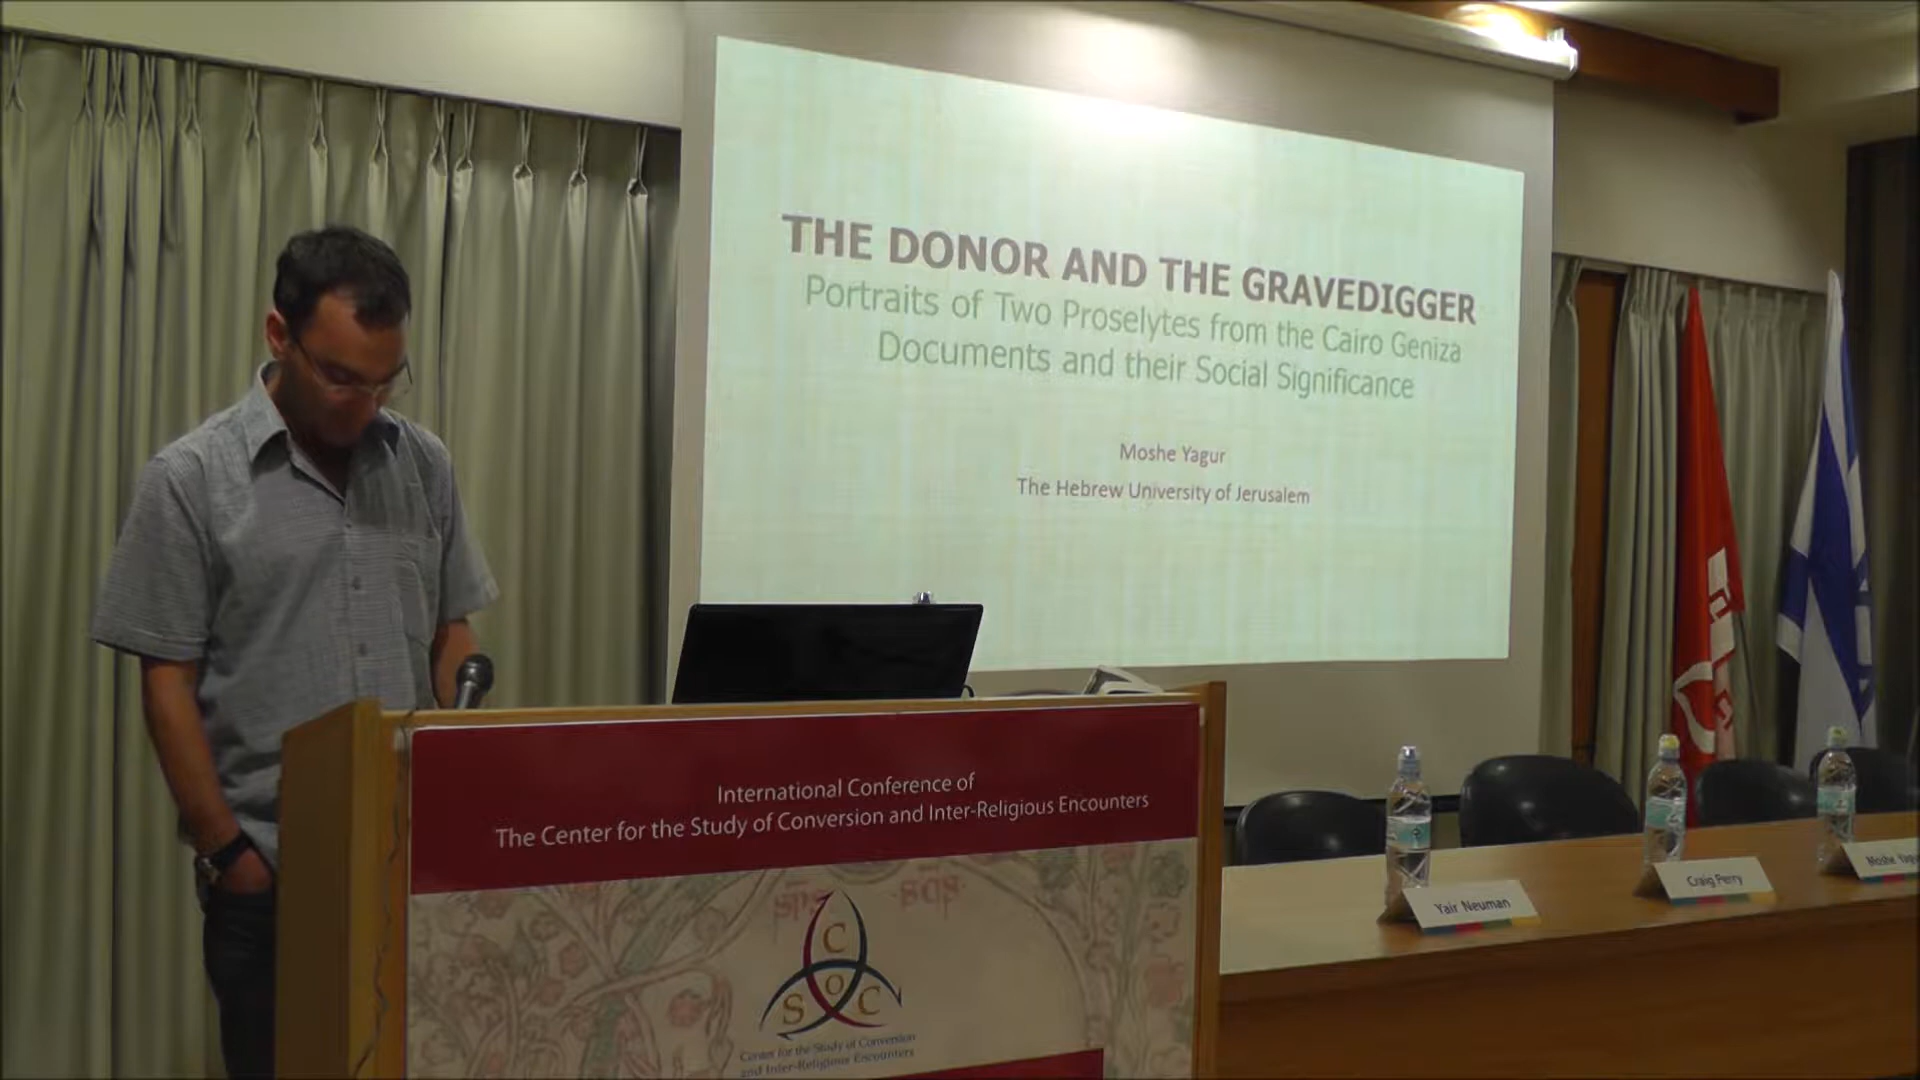 THE DONOR AND THE GRAVEDIGGER
Portraits of Two Proselytes from the Cairo Geniza
Documents and their Social Significance
Moshe Yagur
The Hebrew University of Jerusalem
International Conference of
The Center for the Study of Conversion and Inter-Religious Encounters
C
S O C
Center for the Study of Conversion
and Inter-Religious Encounters
Yair Neuman
Craig Perry
Moshe